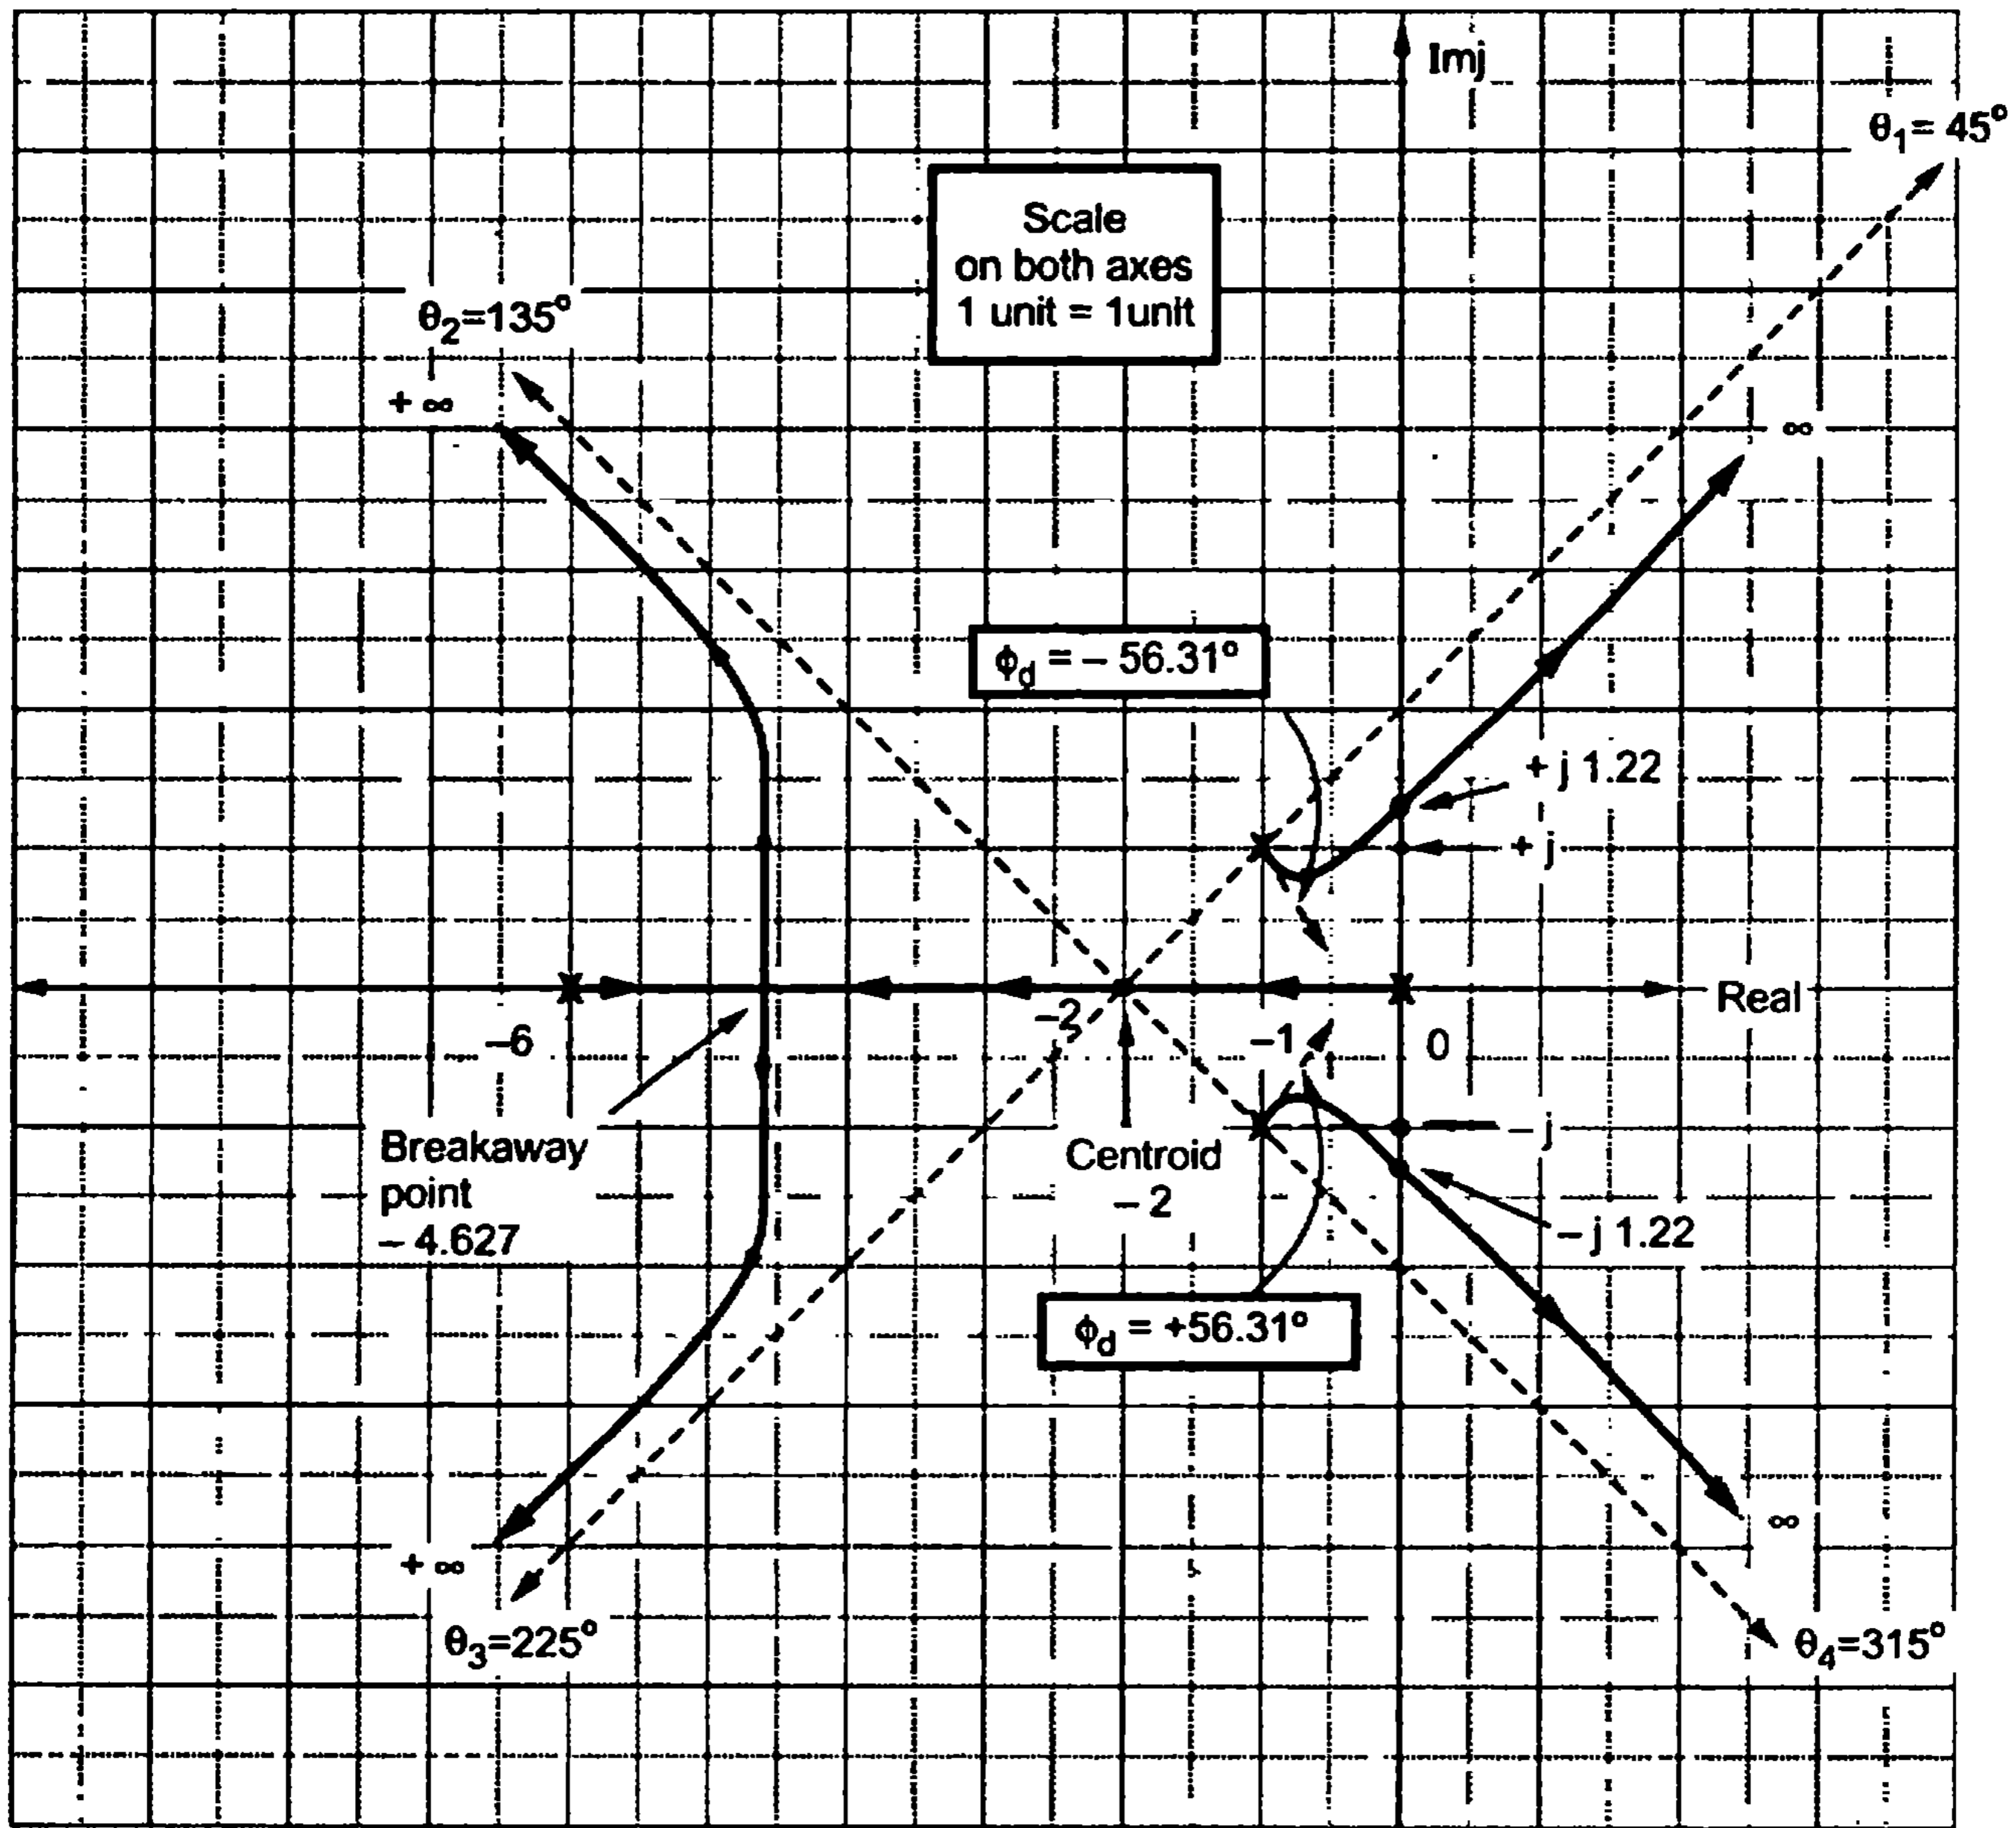 Imj
θ₁= 45°
Scale
on both axes
1 unit = 1unit
θ₂=135°
+ ∞
∞
ϕd = – 56.31°
+ j 1.22
+ j
Real
–6
–2
–1
0
Breakaway
point
– 4.627
Centroid
– 2
– j
– j 1.22
ϕd = +56.31°
+ ∞
∞
θ₃=225°
θ₄=315°